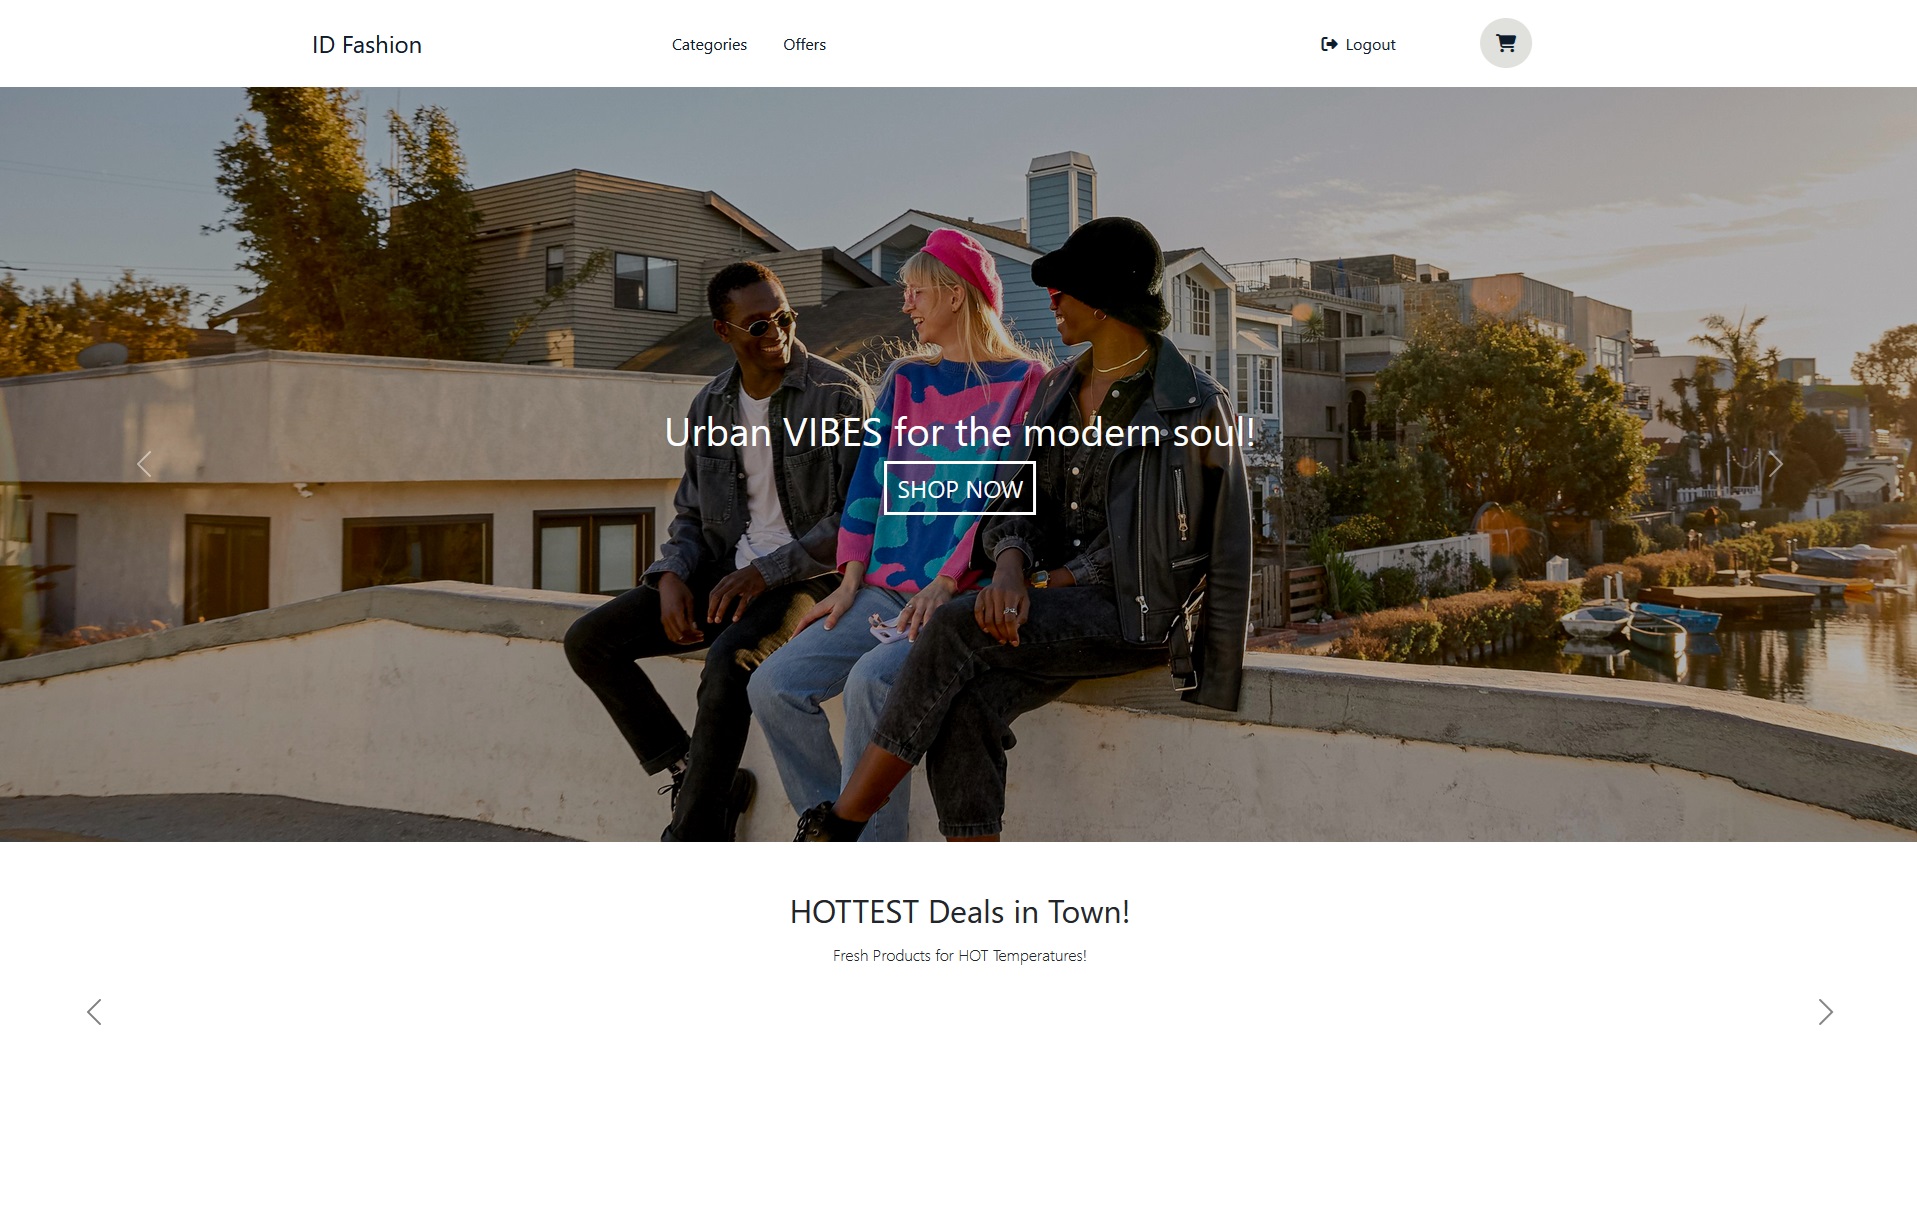 ID Fashion
Categories
Offers
Logout
Urban VIBES for the modern soul!
SHOP NOW
HOTTEST Deals in Town!
Fresh Products for HOT Temperatures!